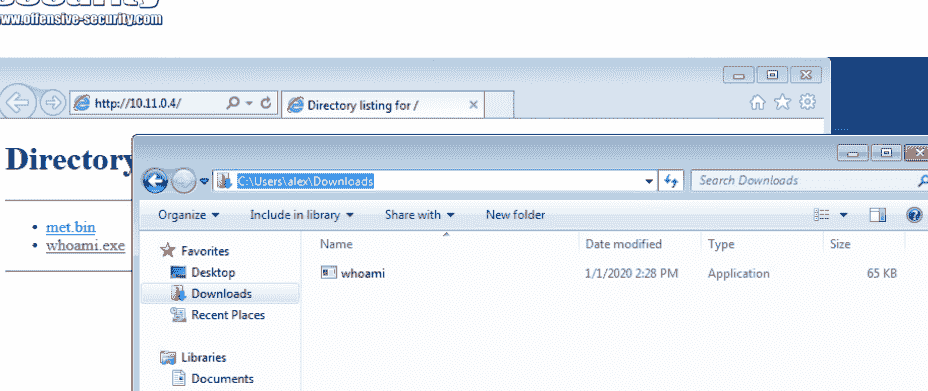 security
www.offensive-security.com
http://10.11.0.4/
Directory listing for /
Directory
met.bin
whoami.exe
C:\Users\alex\Downloads
Search Downloads
Organize
Include in library
Share with
New folder
Favorites
Desktop
Downloads
Recent Places
Libraries
Documents
Name Date modified Type Size
whoami 1/1/2020 2:28 PM Application 65 KB